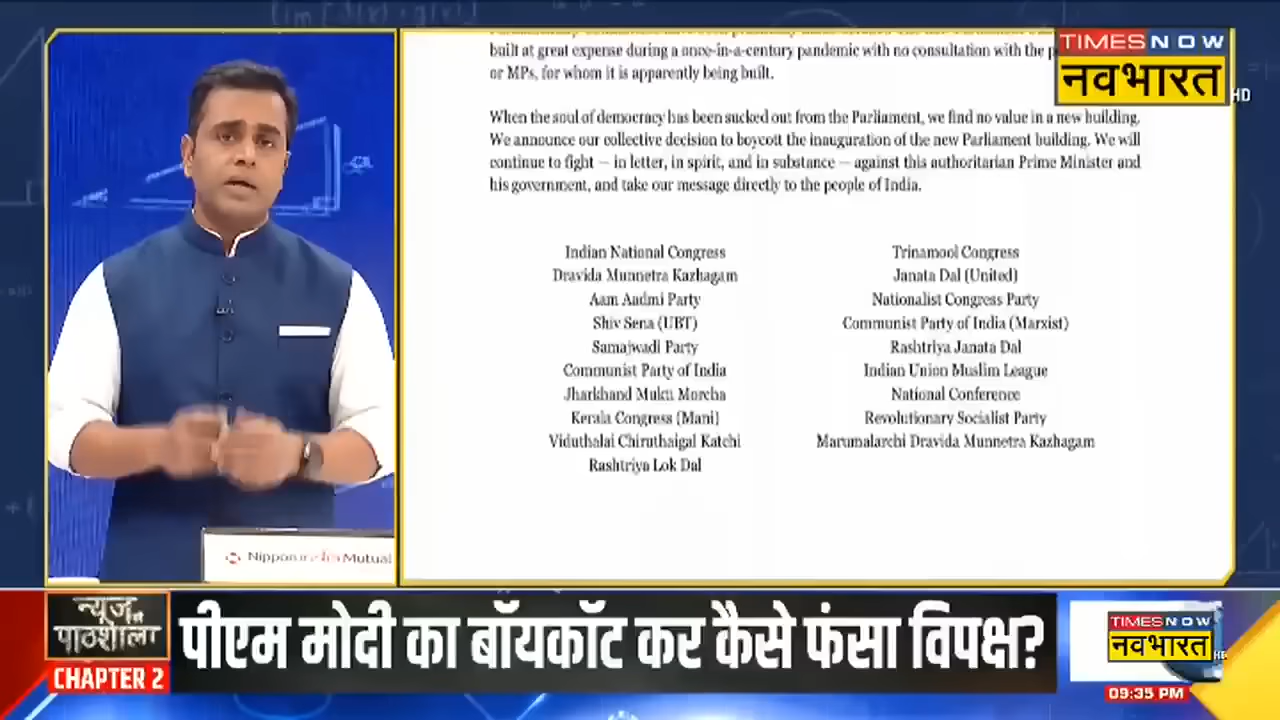 built at great expense during a once-in-a-century pandemic with no consultation with the
or MPs, for whom it is apparently being built.
When the soul of democracy has been sucked out from the Parliament, we find no value in a new building.
We announce our collective decision to boycott the inauguration of the new Parliament building. We will
continue to fight – in letter, in spirit, and in substance – against this authoritarian Prime Minister and
his government, and take our message directly to the people of India.
Indian National Congress
Dravida Munnetra Kazhagam
Aam Aadmi Party
Shiv Sena (UBT)
Samajwadi Party
Communist Party of India
Jharkhand Mukti Morcha
Kerala Congress (Mani)
Viduthalai Chiruthaigal Katchi
Rashtriya Lok Dal
Trinamool Congress
Janata Dal (United)
Nationalist Congress Party
Communist Party of India (Marxist)
Rashtriya Janata Dal
Indian Union Muslim League
National Conference
Revolutionary Socialist Party
Marumalarchi Dravida Munnetra Kazhagam
TIMES NOW
नवभारत
HD
Mutual
न्यूज़ की
पाठशाला
CHAPTER 2
पीएम मोदी का बॉयकॉट कर कैसे फंसा विपक्ष?
TIMES NOW
नवभारत
09:35 PM